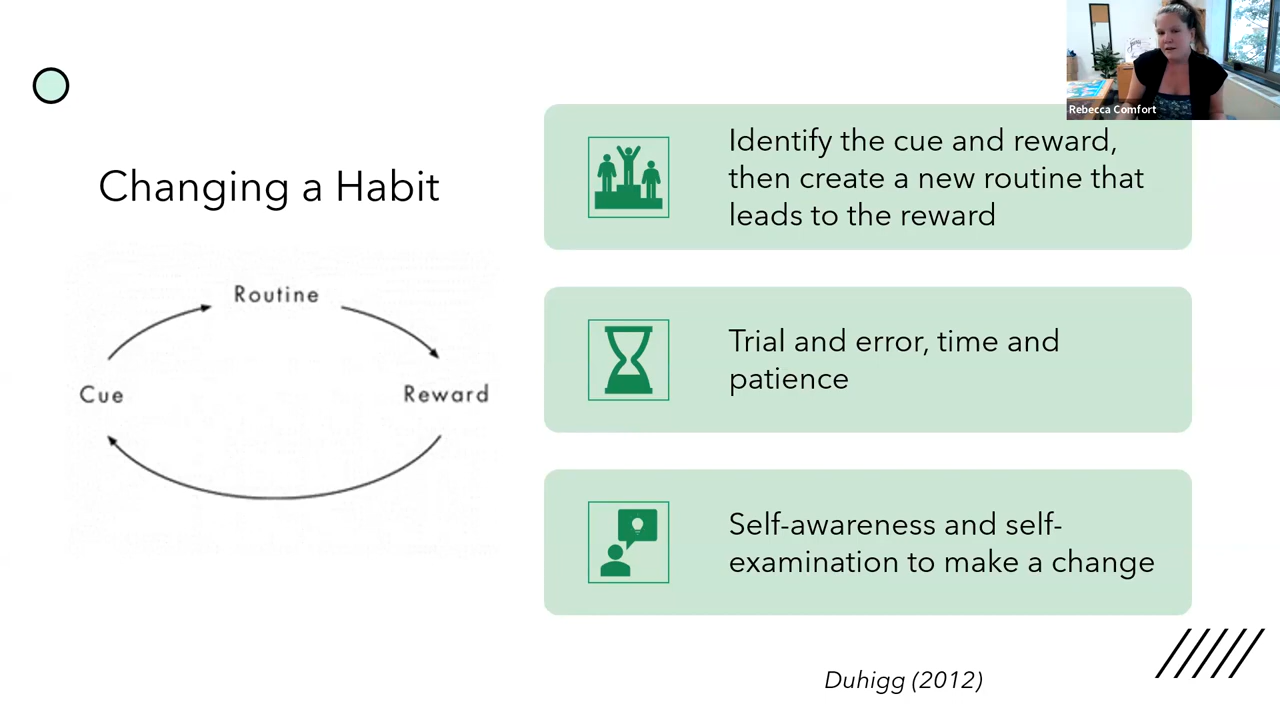 Rebecca Comfort
Changing a Habit
Routine
Cue
Reward
Identify the cue and reward,
then create a new routine that
leads to the reward
Trial and error, time and
patience
Self-awareness and self-
examination to make a change
Duhigg (2012)